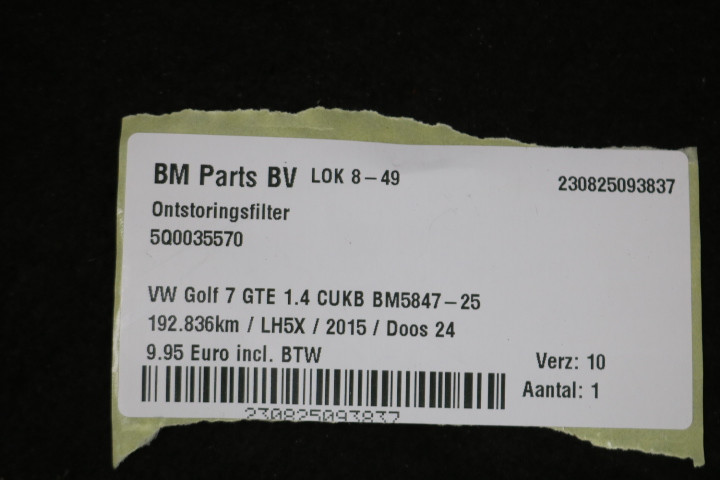 BM Parts BV LOK 8-49 230825093837
Ontstoringsfilter
5Q0035570
VW Golf 7 GTE 1.4 CUKB BM5847-25
192.836km / LH5X / 2015 / Doos 24
9.95 Euro incl. BTW Verz: 10
Aantal: 1
230825093837